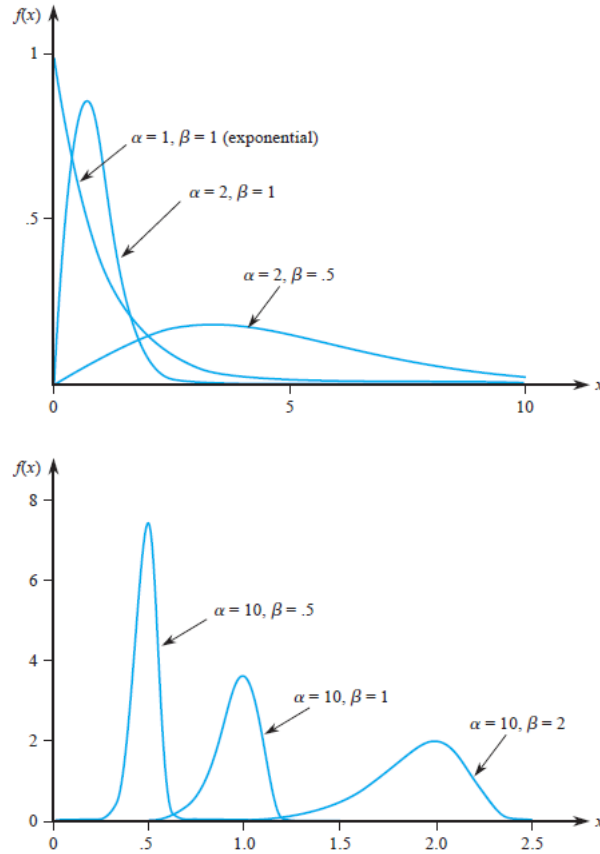 f(x)
1
α = 1, β = 1 (exponential)
α = 2, β = 1
.5
α = 2, β = .5
0
5
10
x
f(x)
8
6
α = 10, β = .5
4
α = 10, β = 1
α = 10, β = 2
2
0
0
.5
1.0
1.5
2.0
2.5
x